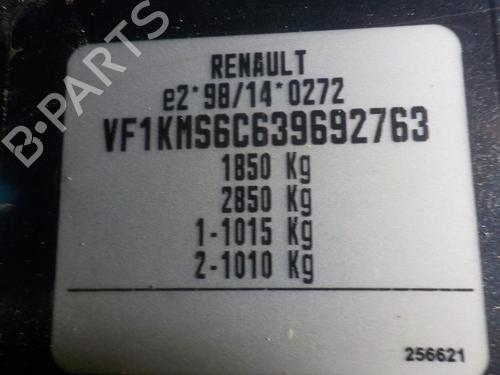 RENAULT
e2*98/14*0272
VF1KMS6C639692763
1850 Kg
2850 Kg
1-1015 Kg
2-1010 Kg
256621
B-PARTS